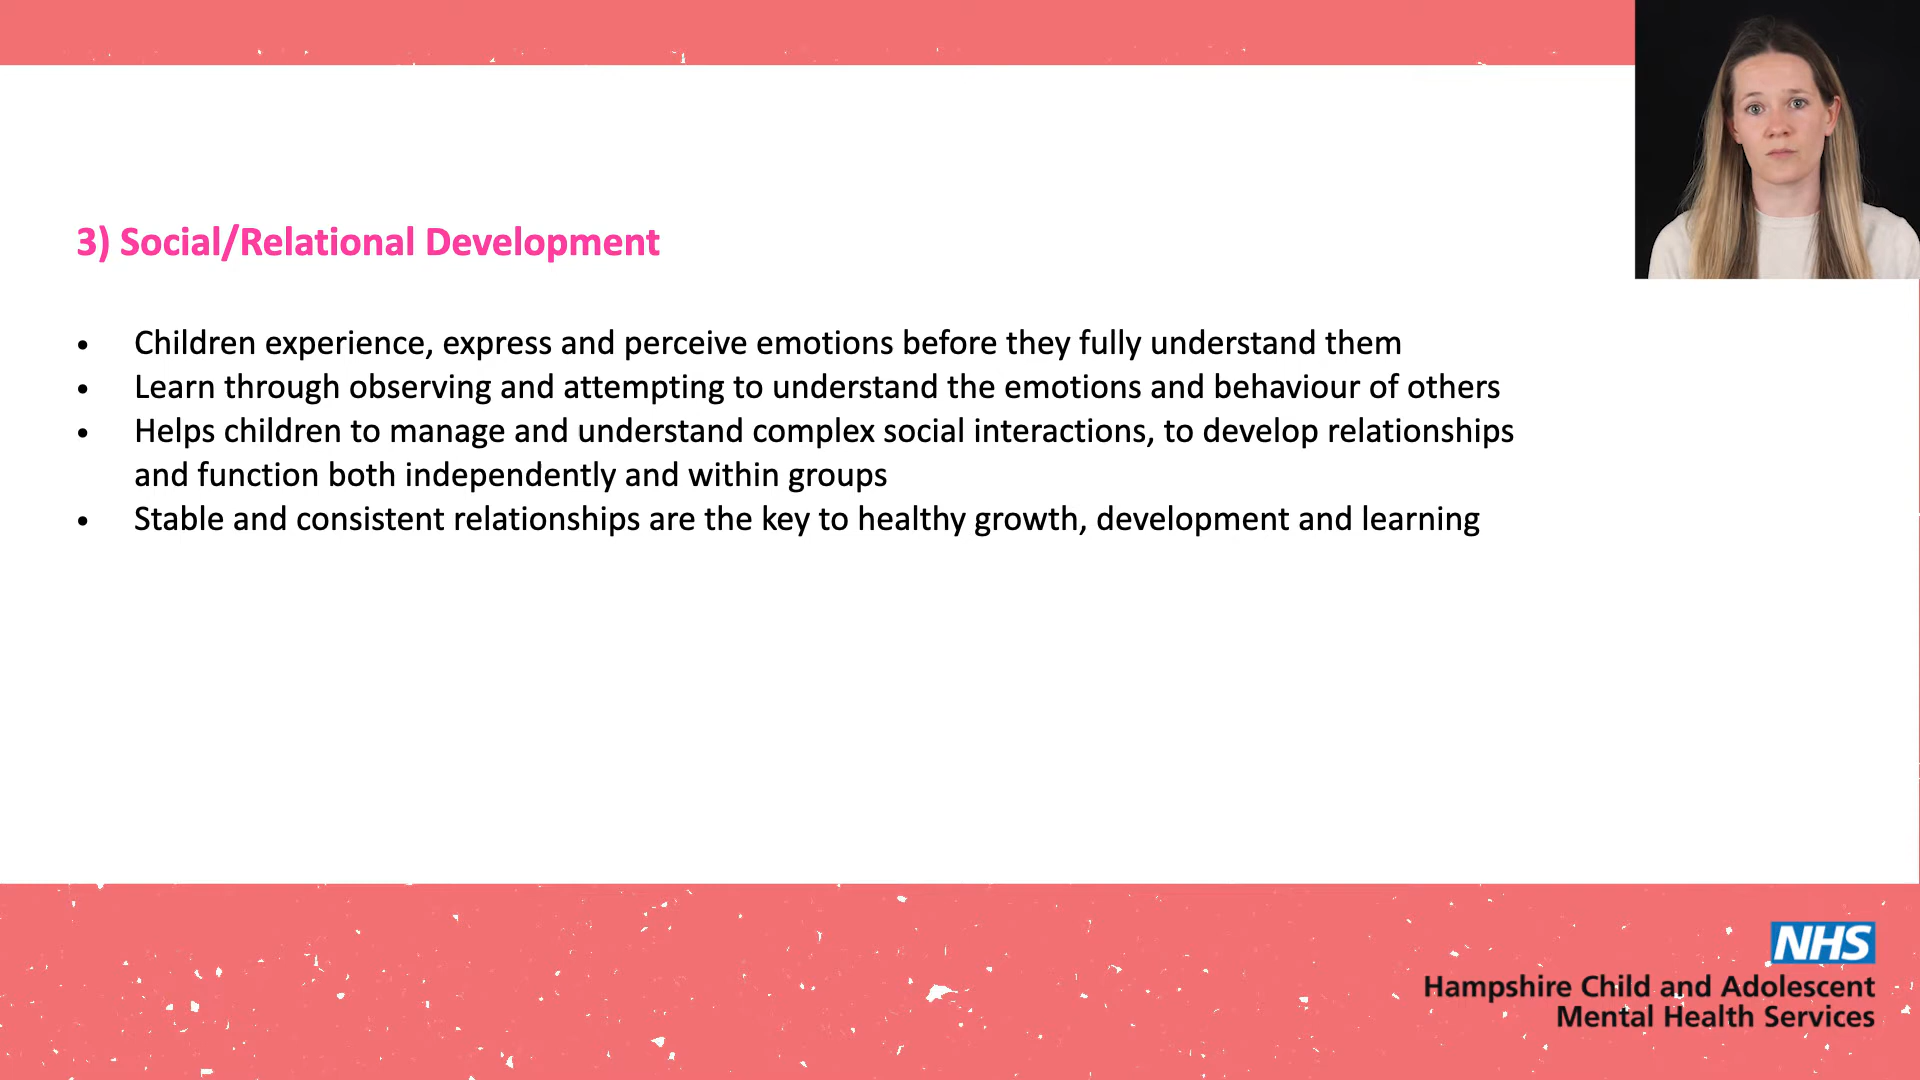 3) Social/Relational Development
• Children experience, express and perceive emotions before they fully understand them
• Learn through observing and attempting to understand the emotions and behaviour of others
• Helps children to manage and understand complex social interactions, to develop relationships
and function both independently and within groups
• Stable and consistent relationships are the key to healthy growth, development and learning
NHS
Hampshire Child and Adolescent
Mental Health Services